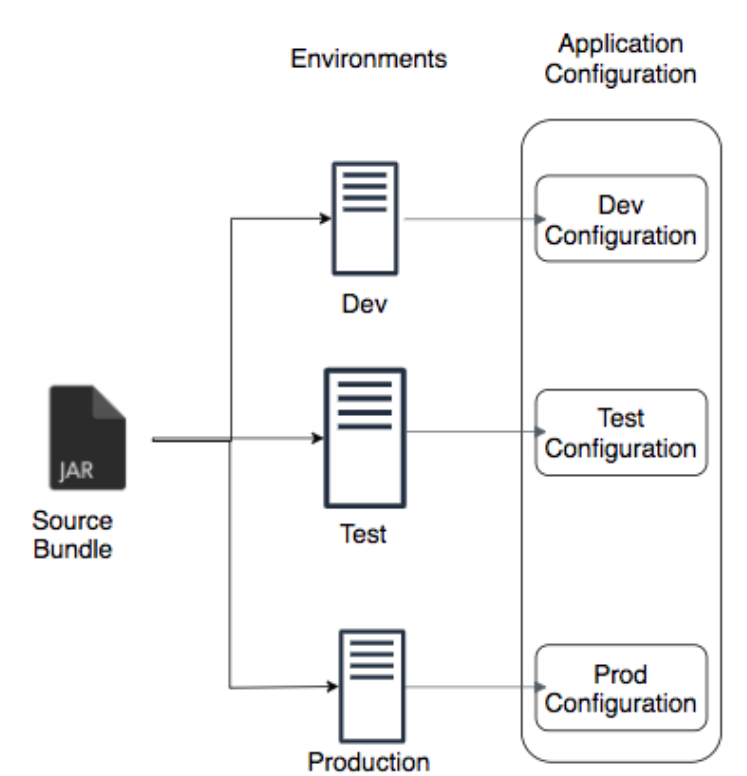 Environments
Application
Configuration
Dev
Configuration
Dev
JAR
Source
Bundle
Test
Configuration
Test
Prod
Configuration
Production